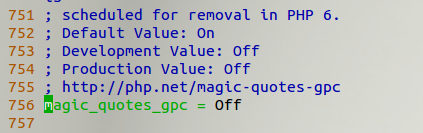 751 ; scheduled for removal in PHP 6.
752 ; Default Value: On
753 ; Development Value: Off
754 ; Production Value: Off
755 ; http://php.net/magic-quotes-gpc
756 magic_quotes_gpc = Off
757